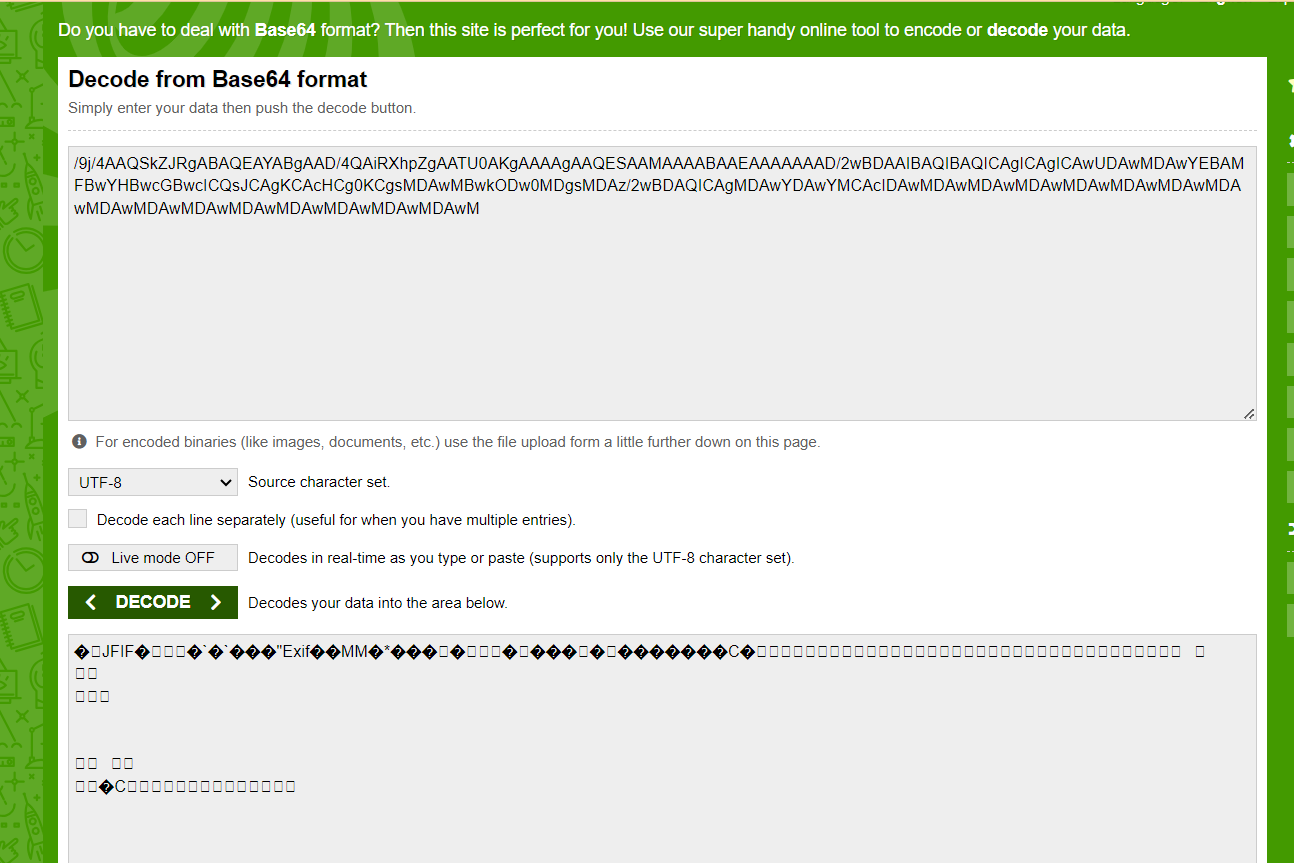 Do you have to deal with Base64 format? Then this site is perfect for you! Use our super handy online tool to encode or decode your data.
Decode from Base64 format
Simply enter your data then push the decode button.
/9j/4AAQSkZJRgABAQEAYABgAAD/4QAiRXhpZgAATU0AKgAAAAgAAQESAAMAAAABAAEAAAAAAAD/2wBDAAIBAQIBAQICAgICAgICAwUDAwMDAwYEBAM
FBwYHBwcGBwcICQsJCAgKCAcHCg0KCgsMDAwMBwkODw0MDgsMDAz/2wBDAQICAgMDAwYDAwYMCAcIDAwMDAwMDAwMDAwMDAwMDAwMDAwMDA
wMDAwMDAwMDAwMDAwMDAwMDAwMDAwMDAwM
For encoded binaries (like images, documents, etc.) use the file upload form a little further down on this page.
UTF-8 Source character set.
Decode each line separately (useful for when you have multiple entries).
Live mode OFF Decodes in real-time as you type or paste (supports only the UTF-8 character set).
DECODE Decodes your data into the area below.
JFIF "Exif MM * C
C